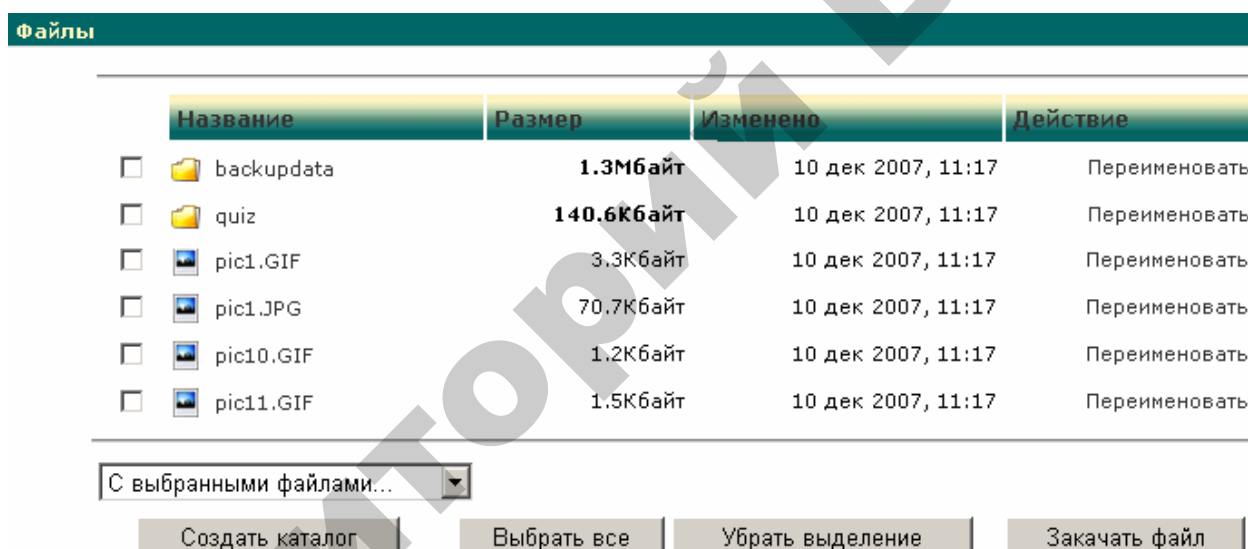 Файлы
Название Размер Изменено Действие
backupdata 1.3Мбайт 10 дек 2007, 11:17 Переименовать
quiz 140.6Кбайт 10 дек 2007, 11:17 Переименовать
pic1.GIF 3.3Кбайт 10 дек 2007, 11:17 Переименовать
pic1.JPG 70.7Кбайт 10 дек 2007, 11:17 Переименовать
pic10.GIF 1.2Кбайт 10 дек 2007, 11:17 Переименовать
pic11.GIF 1.5Кбайт 10 дек 2007, 11:17 Переименовать
С выбранными файлами...
Создать каталог Выбрать все Убрать выделение Закачать файл